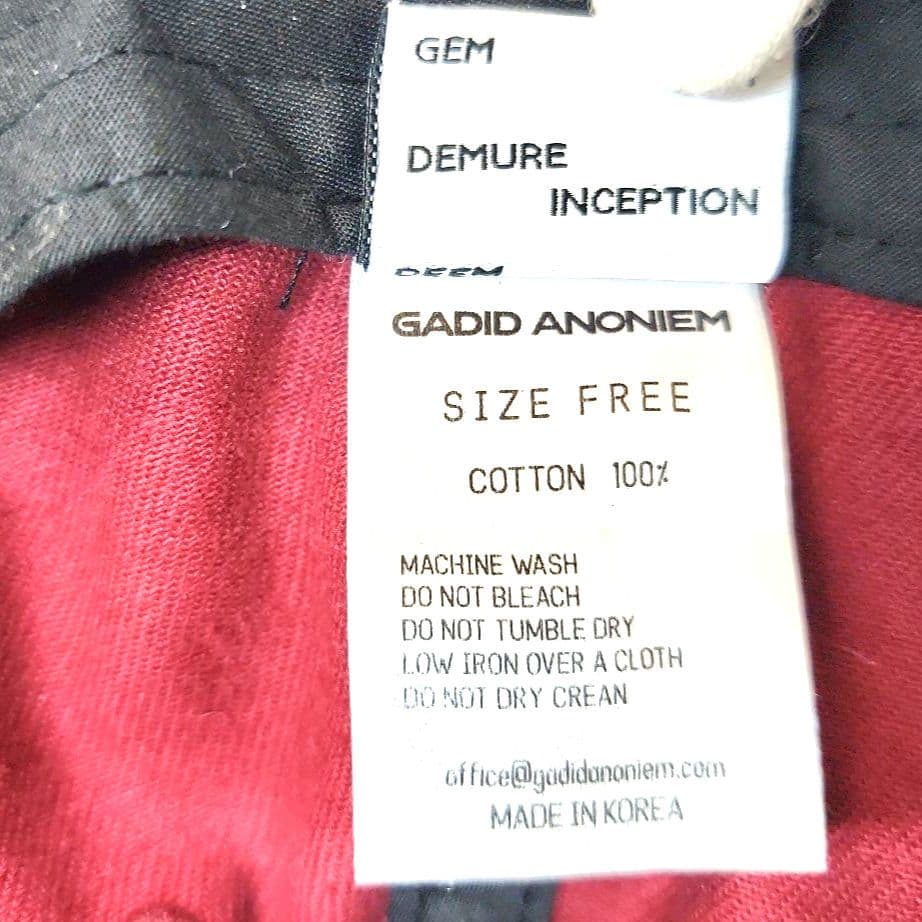 GEM
DEMURE
INCEPTION
DEEM
GADID ANONIEM
SIZE FREE
COTTON 100%
MACHINE WASH
DO NOT BLEACH
DO NOT TUMBLE DRY
LOW IRON OVER A CLOTH
DO NOT DRY CREAN
office@gadidanoniem.com
MADE IN KOREA